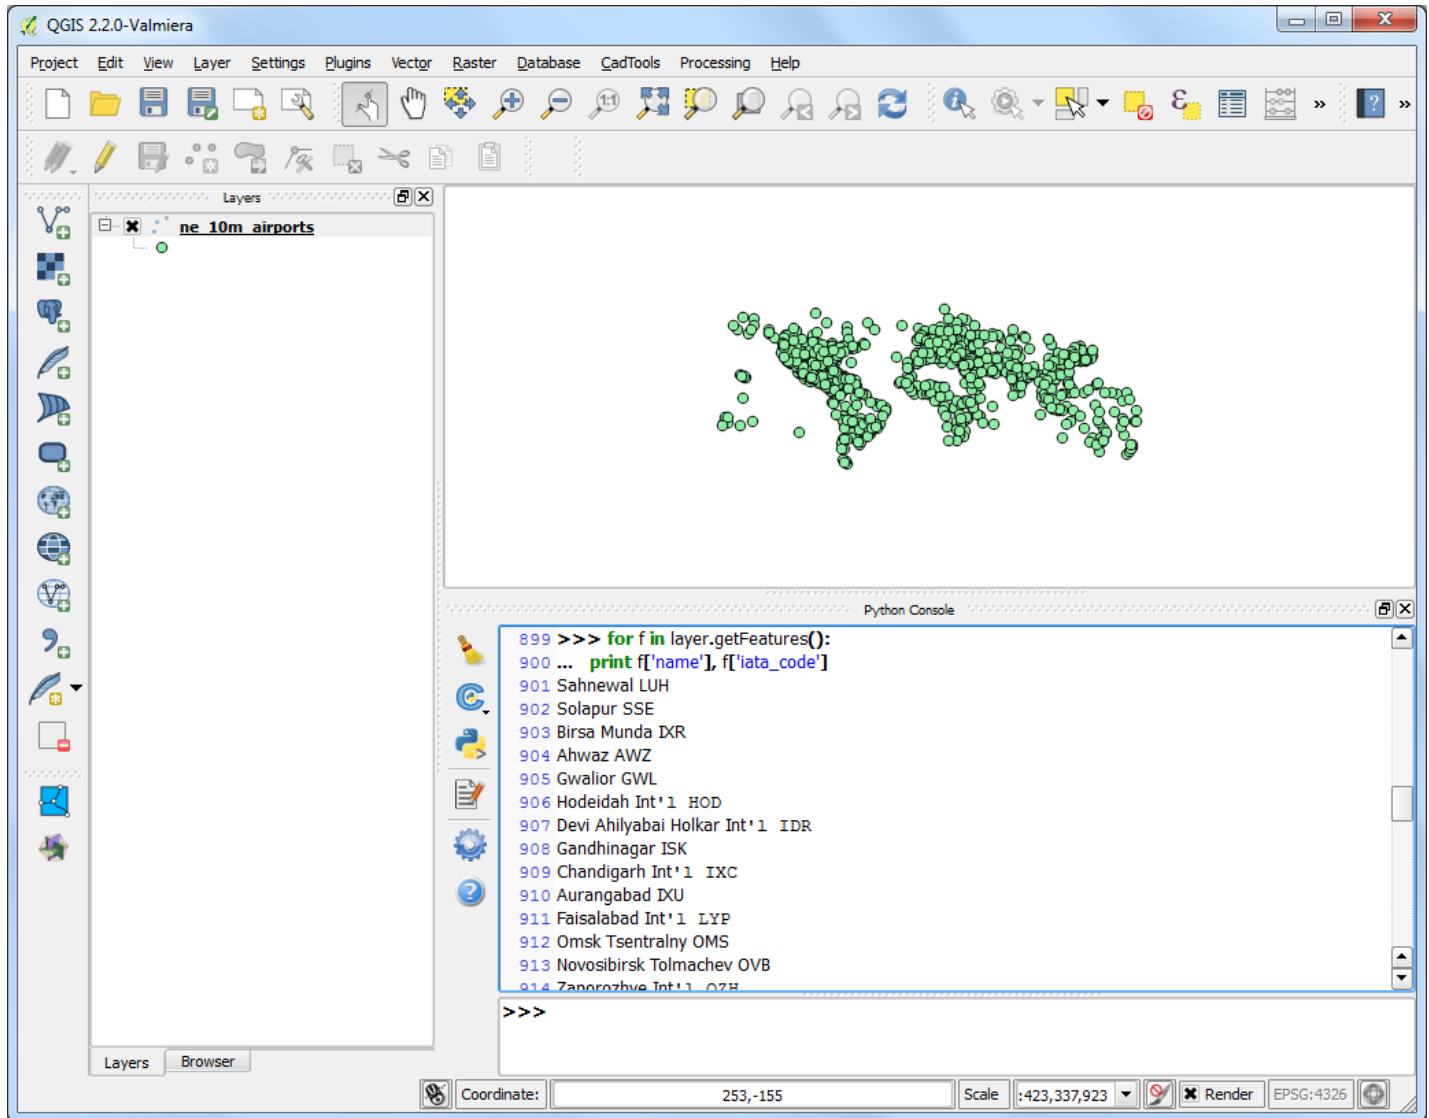 QGIS 2.2.0-Valmiera
Project Edit View Layer Settings Plugins Vector Raster Database CadTools Processing Help
Layers
ne_10m_airports
Python Console
899 >>> for f in layer.getFeatures():
900 ... print f['name'], f['iata_code']
901 Sahnewal LUH
902 Solapur SSE
903 Birsa Munda IXR
904 Ahwaz AWZ
905 Gwalior GWL
906 Hodeidah Int'l HOD
907 Devi Ahilyabai Holkar Int'l IDR
908 Gandhinagar ISK
909 Chandigarh Int'l IXC
910 Aurangabad IXU
911 Faisalabad Int'l LYP
912 Omsk Tsentralny OMS
913 Novosibirsk Tolmachev OVB
914 Zaporozhye Int'l OZH
>>>
Layers Browser
Coordinate: 253,-155 Scale :423,337,923 Render EPSG:4326